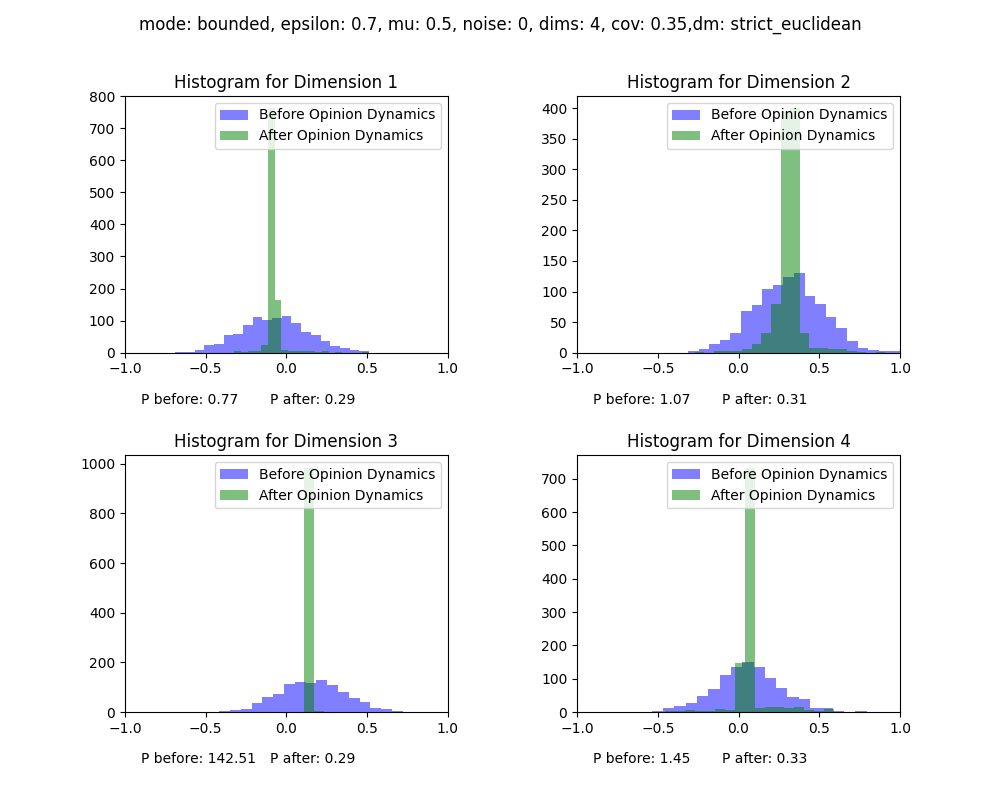 mode: bounded, epsilon: 0.7, mu: 0.5, noise: 0, dims: 4, cov: 0.35,dm: strict_euclidean
Histogram for Dimension 1
Before Opinion Dynamics
After Opinion Dynamics
800
700
600
500
400
300
200
100
0
−1.0 −0.5 0.0 0.5 1.0
P before: 0.77 P after: 0.29
Histogram for Dimension 2
Before Opinion Dynamics
After Opinion Dynamics
400
350
300
250
200
150
100
50
0
−1.0 −0.5 0.0 0.5 1.0
P before: 1.07 P after: 0.31
Histogram for Dimension 3
Before Opinion Dynamics
After Opinion Dynamics
1000
800
600
400
200
0
−1.0 −0.5 0.0 0.5 1.0
P before: 142.51 P after: 0.29
Histogram for Dimension 4
Before Opinion Dynamics
After Opinion Dynamics
700
600
500
400
300
200
100
0
−1.0 −0.5 0.0 0.5 1.0
P before: 1.45 P after: 0.33